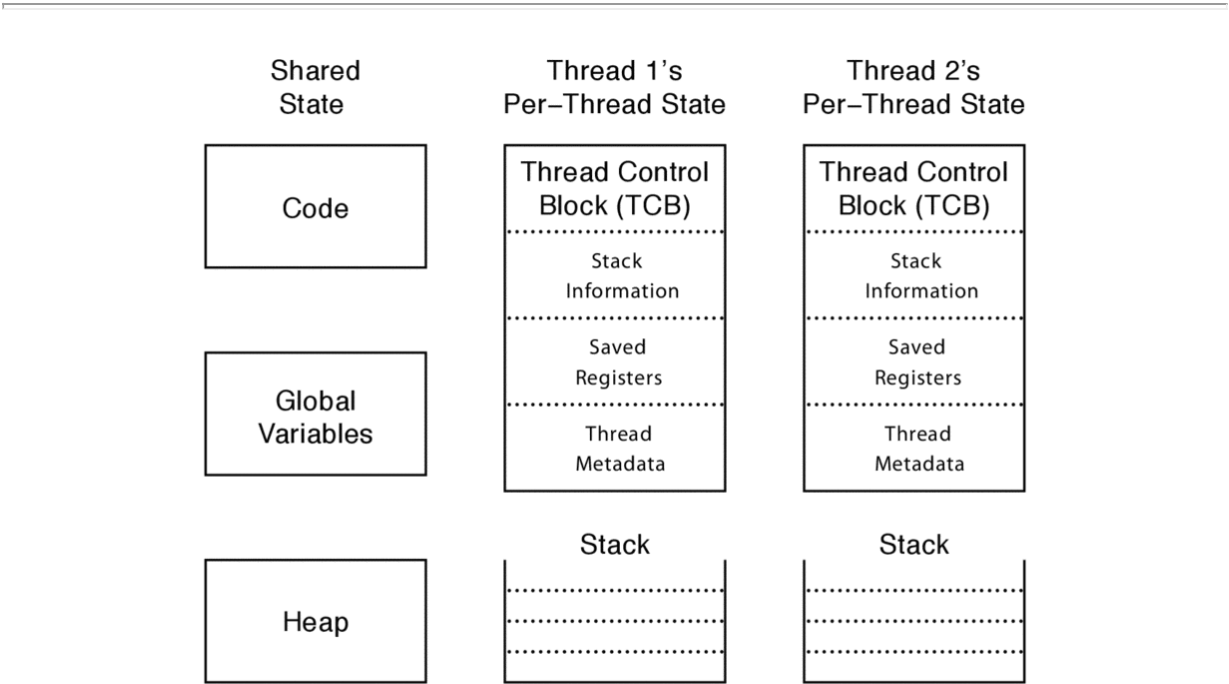 Shared
State
Thread 1’s
Per–Thread State
Thread 2’s
Per–Thread State
Code
Global
Variables
Heap
Thread Control
Block (TCB)
Stack
Information
Saved
Registers
Thread
Metadata
Stack
Thread Control
Block (TCB)
Stack
Information
Saved
Registers
Thread
Metadata
Stack